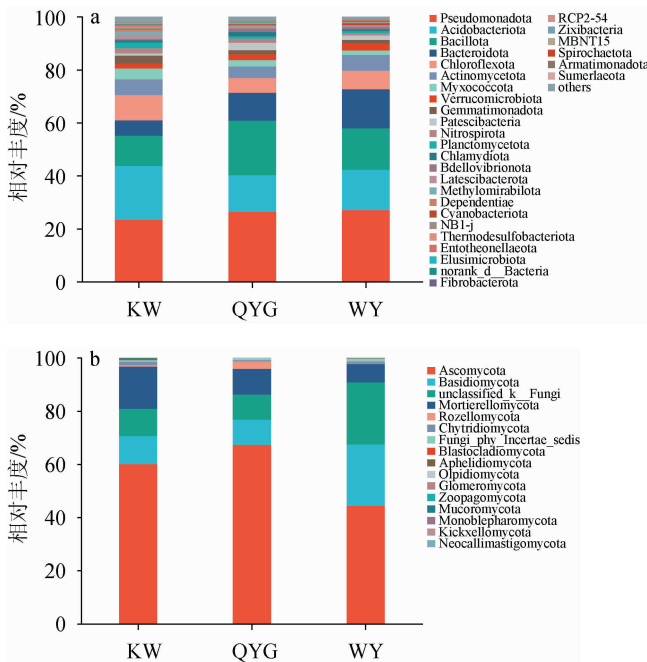 a
相对丰度/%
100
80
60
40
20
0
KW QYG WY
Pseudomonadota
Acidobacteriota
Bacillota
Bacteroidota
Chloroflexota
Actinomycetota
Myxococcota
Verrucomicrobiota
Gemmatimonadota
Patescibacteria
Nitrospirota
Planctomycetota
Chlamydiota
Bdellovibrionota
Latescibacterota
Methylomirabilota
Dependentiae
Cyanobacteriota
NB1-j
Thermodesulfobacteriota
Entotheonellaeota
Elusimicrobiota
norank_d__Bacteria
Fibrobacterota
RCP2-54
Zixibacteria
MBNT15
Spirochaetota
Armatimonadota
Sumerlaeota
others
b
相对丰度/%
100
80
60
40
20
0
KW QYG WY
Ascomycota
Basidiomycota
unclassified_k__Fungi
Mortierellomycota
Rozellomycota
Chytridiomycota
Fungi_phy_Incertae_sedis
Blastocladiomycota
Aphelidiomycota
Olpidiomycota
Glomeromycota
Zoopagomycota
Mucoromycota
Monoblepharomycota
Kickxellomycota
Neocallimastigomycota